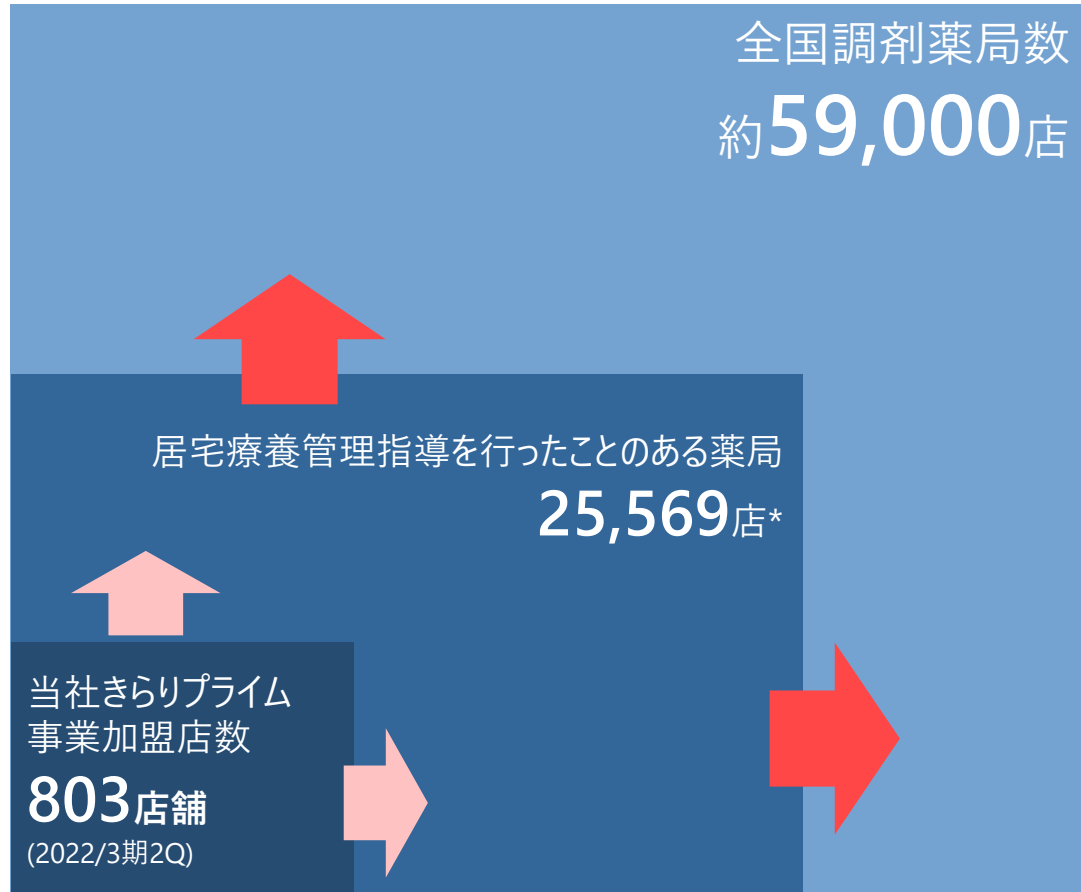 全国調剤薬局数
約59,000店
居宅療養管理指導を行ったことのある薬局
25,569店*
当社きらりプライム
事業加盟店数
803店舗
(2022/3期2Q)